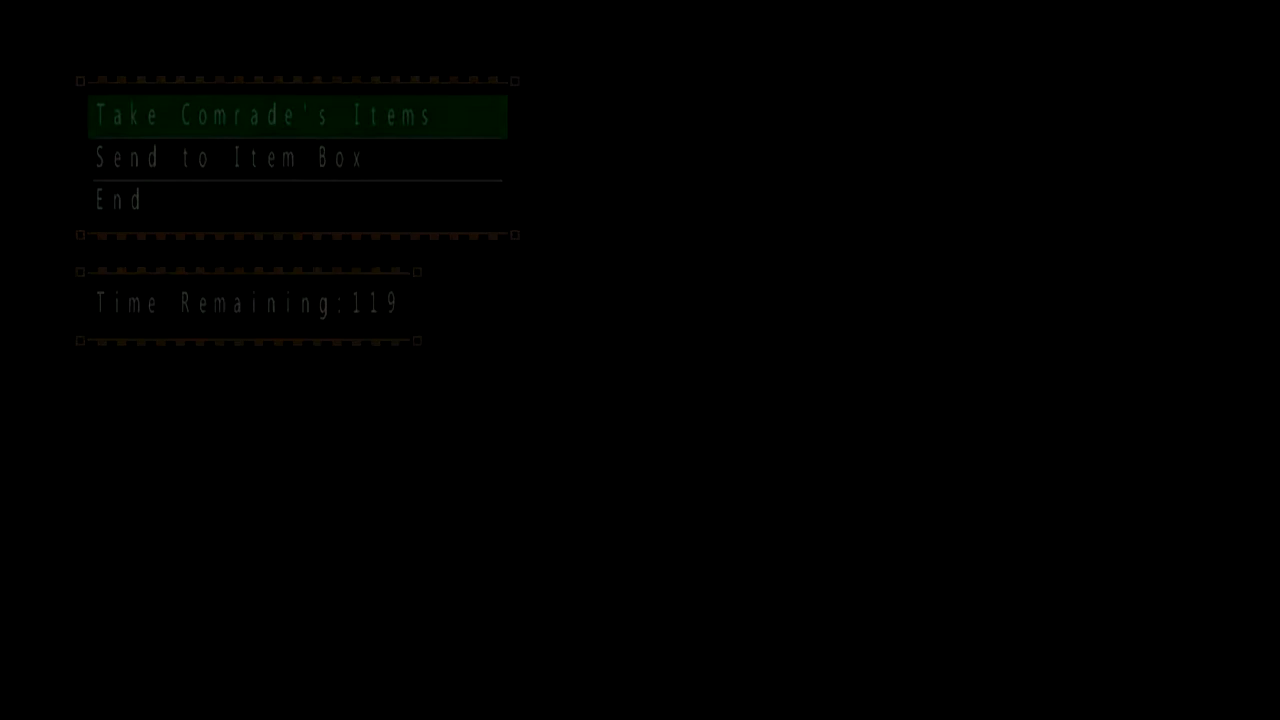 Take Comrade's Items
Send to Item Box
End
Time Remaining:119